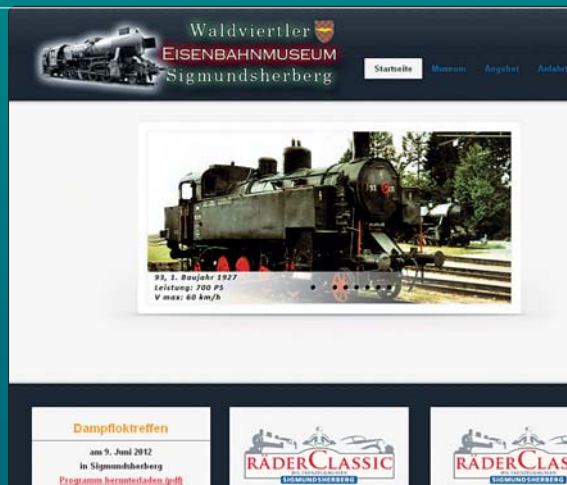 Waldviertler
EISENBAHNMUSEUM
Sigmundsherberg
Startseite Museum Angebot Anfahrt
93, 1. Baujahr 1927
Leistung: 700 PS
V max: 60 km/h
Dampfloktreffen
am 9. Juni 2012
in Sigmundsherberg
Programm herunterladen (pdf)
RÄDERCLASSIC
SIGMUNDSHERBERG
RÄDERCLAS
SIGMUNDSHERBERG